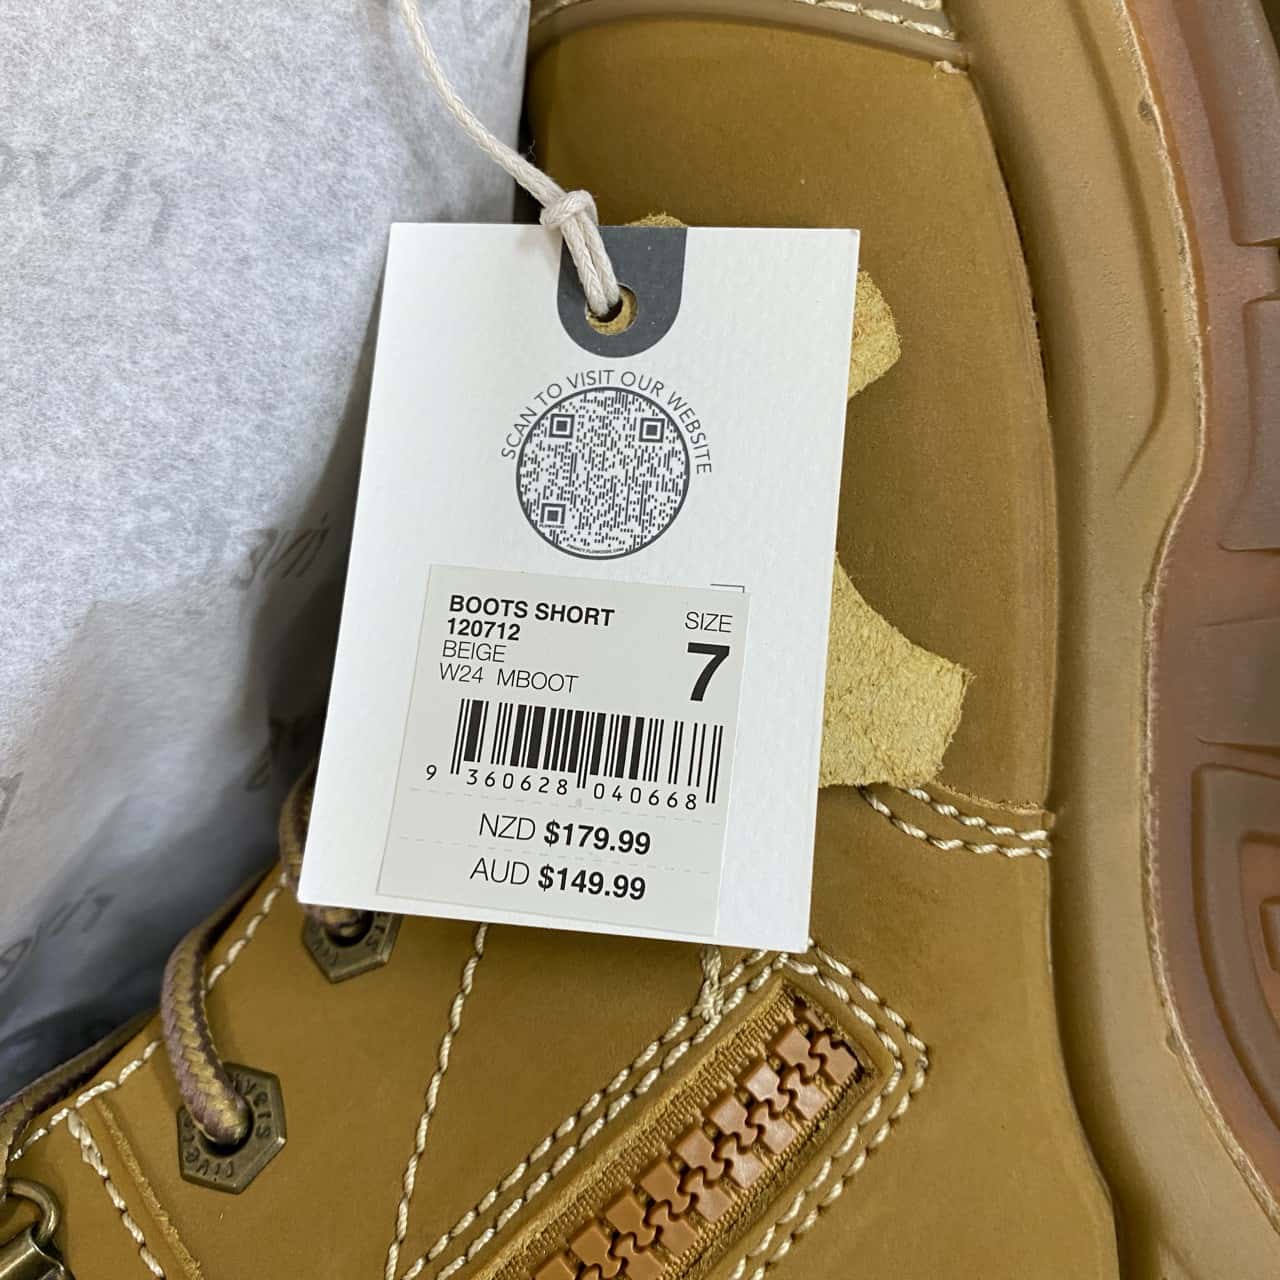 SCAN TO VISIT OUR WEBSITE
BOOTS SHORT
120712
BEIGE
W24 MBOOT
SIZE
7
9 360628 040668
NZD $179.99
AUD $149.99
rivers